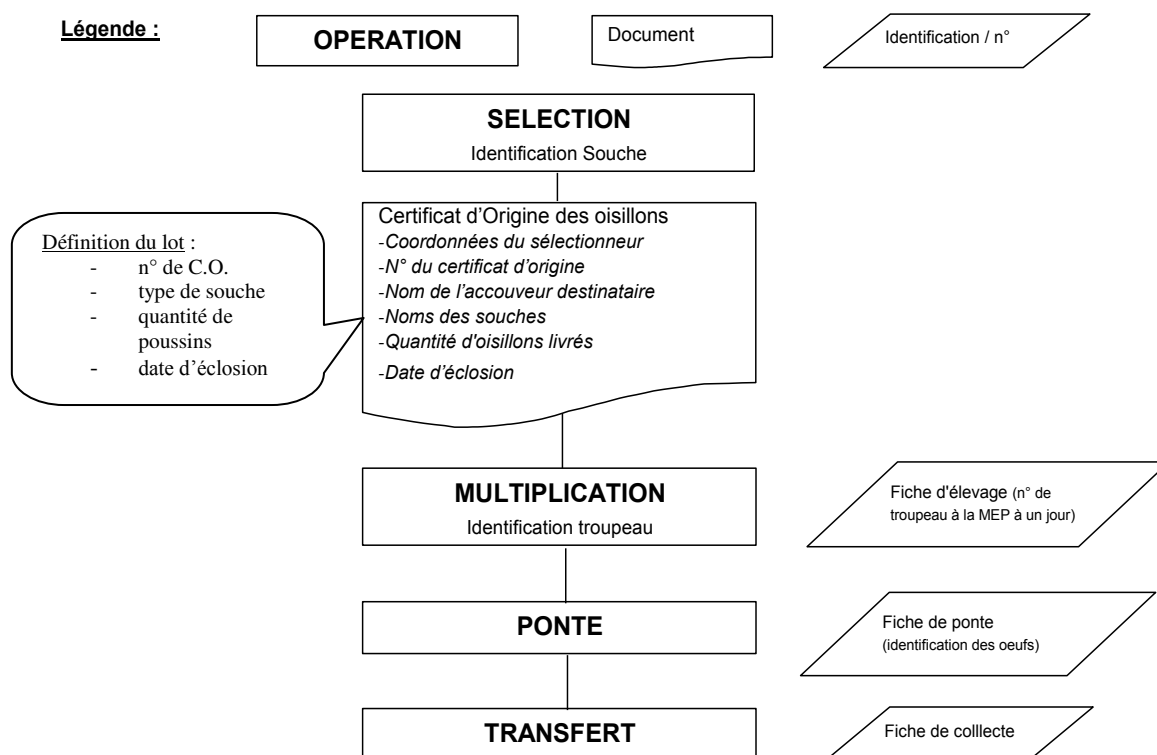 Légende :
OPERATION
Document
Identification / n°
SELECTION
Identification Souche
Certificat d'Origine des oisillons
-Coordonnées du sélectionneur
-N° du certificat d'origine
-Nom de l'accouveur destinataire
-Noms des souches
-Quantité d'oisillons livrés
-Date d'éclosion
Définition du lot :
- n° de C.O.
- type de souche
- quantité de
poussins
- date d'éclosion
MULTIPLICATION
Identification troupeau
Fiche d'élevage (n° de
troupeau à la MEP à un jour)
PONTE
Fiche de ponte
(identification des oeufs)
TRANSFERT
Fiche de colllecte